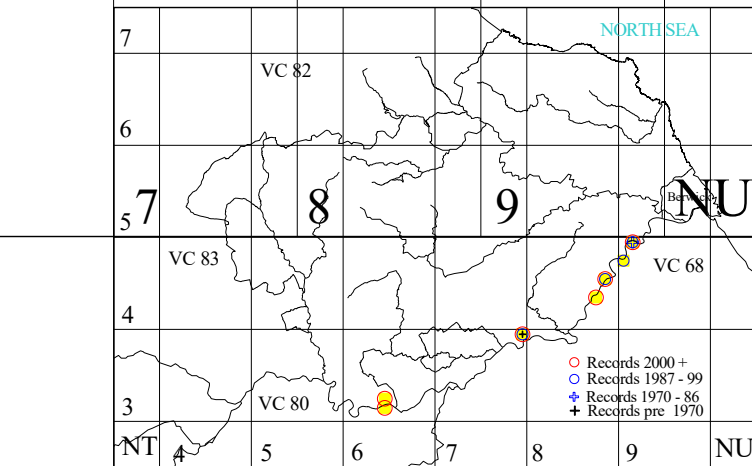 7
NORTH SEA
VC 82
6
7 8 9 NU
Berwick
5
VC 83
VC 68
4
Records 2000 +
Records 1987 - 99
Records 1970 - 86
Records pre 1970
VC 80
3
NT 4 5 6 7 8 9 NU